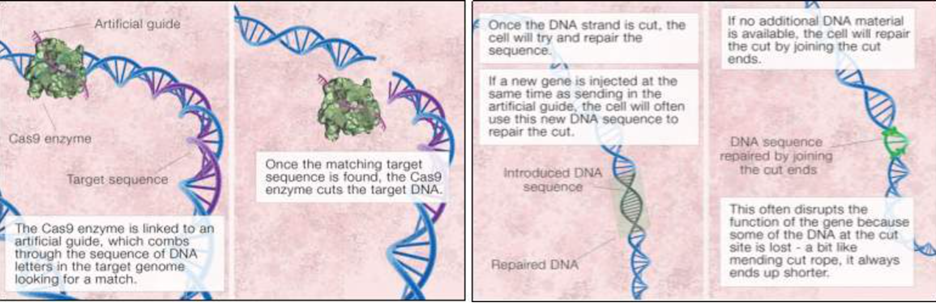 Artificial guide
Cas9 enzyme
Target sequence
The Cas9 enzyme is linked to an
artificial guide, which combs
through the sequence of DNA
letters in the target genome
looking for a match.
Once the matching target
sequence is found, the Cas9
enzyme cuts the target DNA.
Once the DNA strand is cut, the
cell will try and repair the
sequence.
If a new gene is injected at the
same time as sending in the
artificial guide, the cell will often
use this new DNA sequence to
repair the cut.
Introduced DNA
sequence
Repaired DNA
If no additional DNA material
is available, the cell will repair
the cut by joining the cut
ends.
DNA sequence
repaired by joining
the cut ends
This often disrupts the
function of the gene because
some of the DNA at the cut
site is lost - a bit like
mending cut rope, it always
ends up shorter.